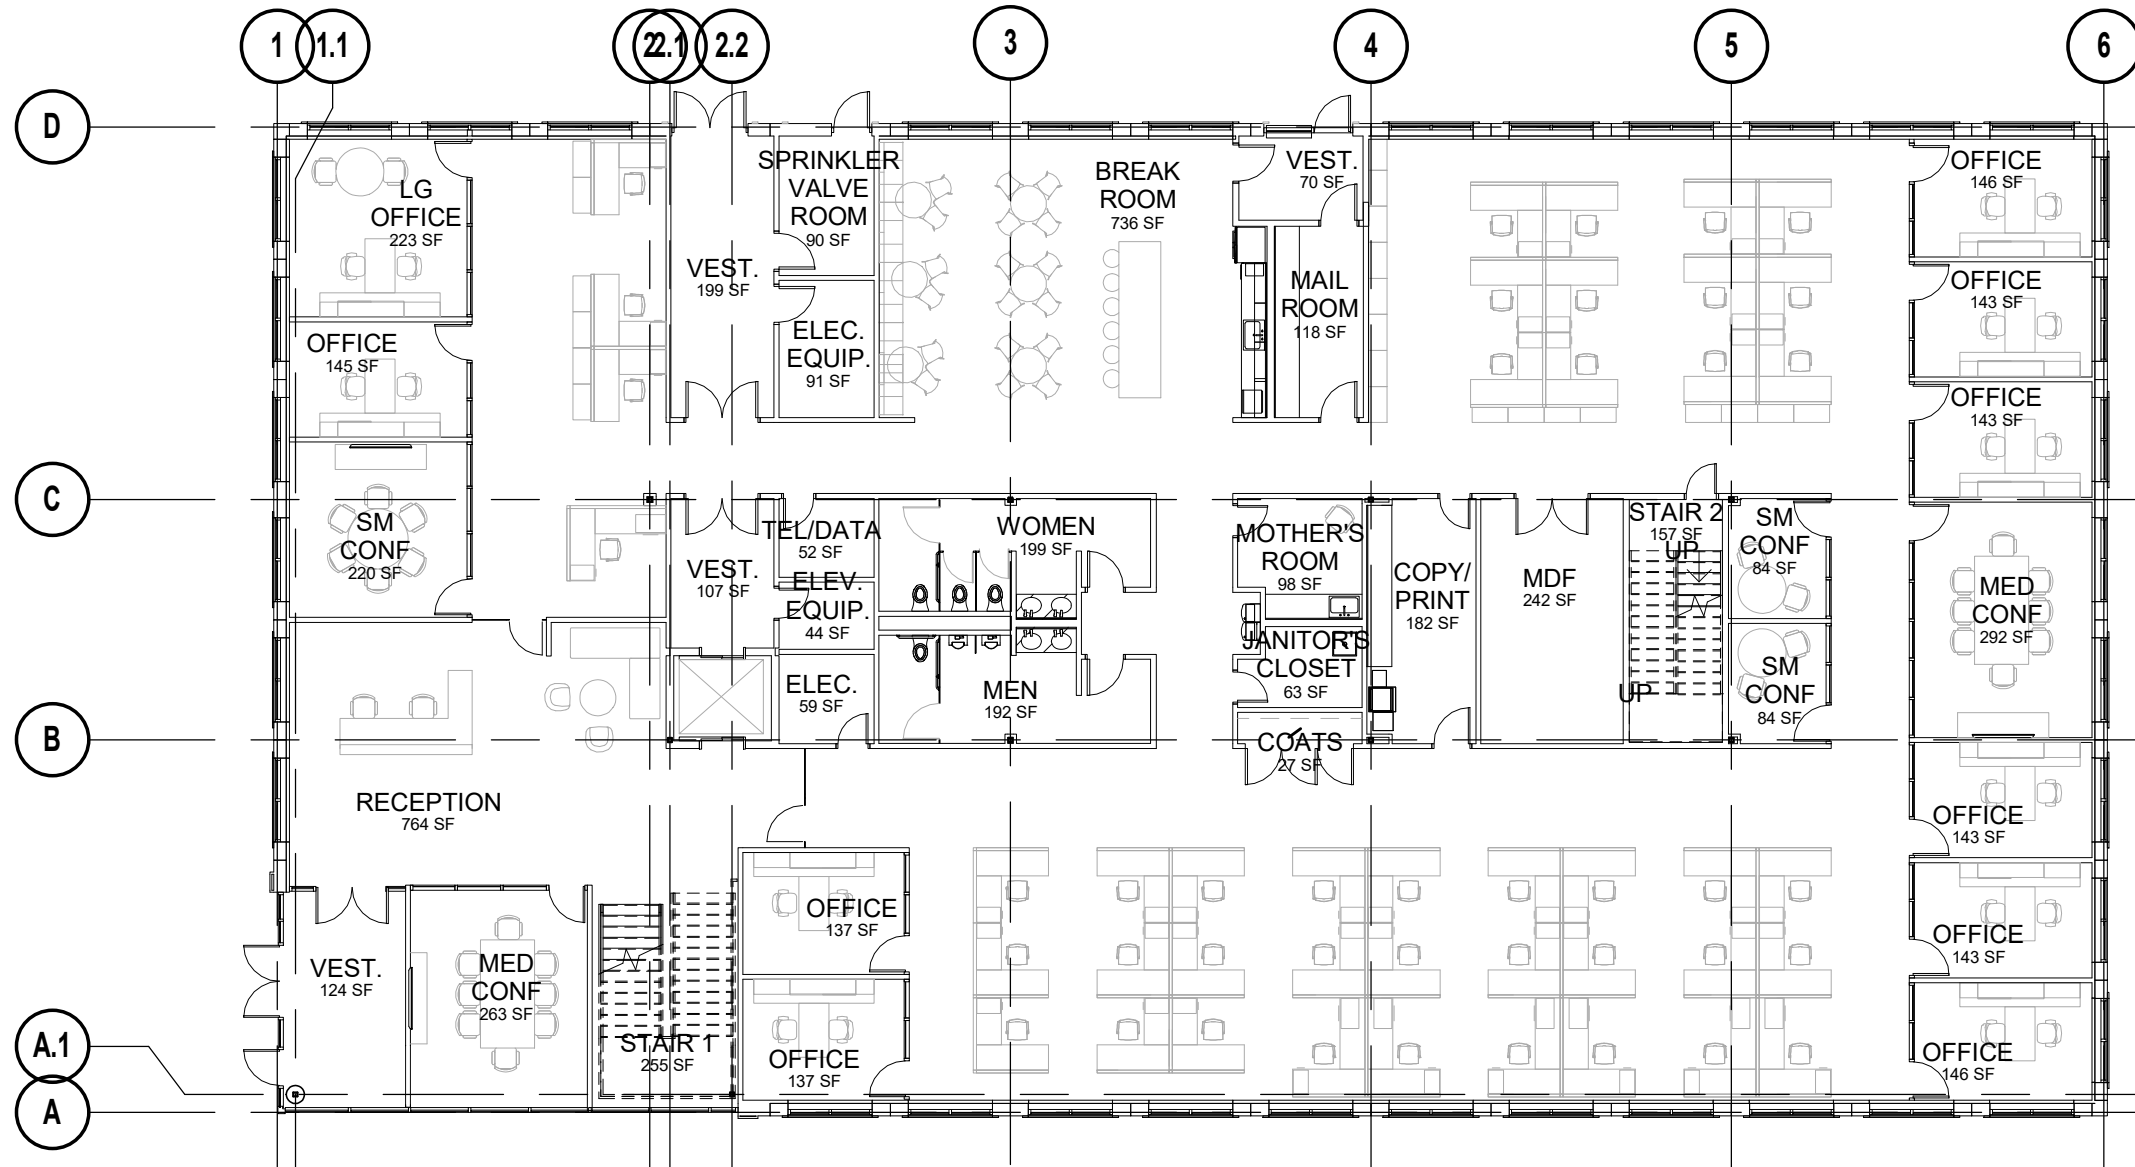 1
1.1
2
2.1
2.2
3
4
5
6
D
C
B
A.1
A
LG
OFFICE
223 SF
OFFICE
145 SF
SM
CONF
220 SF
VEST.
199 SF
SPRINKLER
VALVE
ROOM
90 SF
ELEC.
EQUIP.
91 SF
BREAK
ROOM
736 SF
VEST.
70 SF
MAIL
ROOM
118 SF
OFFICE
146 SF
OFFICE
143 SF
OFFICE
143 SF
VEST.
107 SF
TEL/DATA
52 SF
ELEV.
EQUIP.
44 SF
ELEC.
59 SF
WOMEN
199 SF
MEN
192 SF
MOTHER'S
ROOM
98 SF
JANITOR'S
CLOSET
63 SF
COATS
27 SF
COPY/
PRINT
182 SF
MDF
242 SF
STAIR 2
157 SF
UP
UP
SM
CONF
84 SF
SM
CONF
84 SF
MED
CONF
292 SF
RECEPTION
764 SF
VEST.
124 SF
MED
CONF
263 SF
STAIR 1
255 SF
OFFICE
137 SF
OFFICE
137 SF
OFFICE
143 SF
OFFICE
143 SF
OFFICE
146 SF